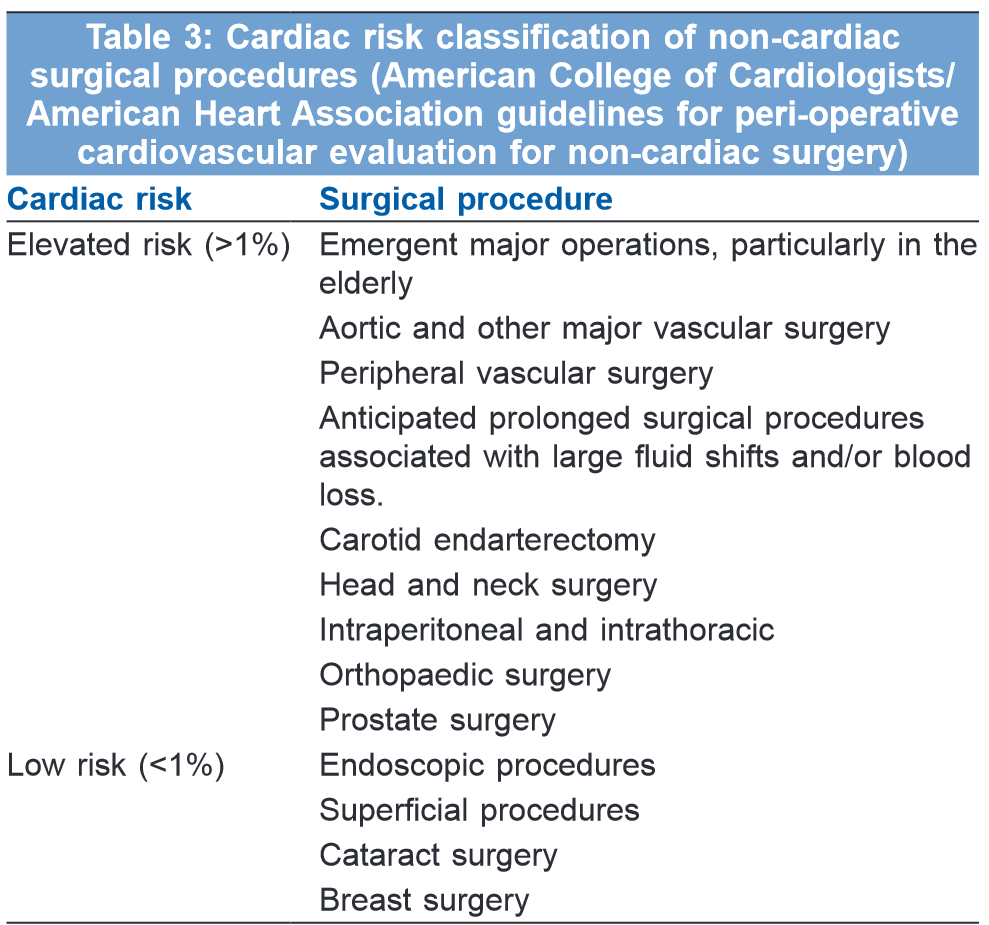 Table 3: Cardiac risk classification of non-cardiac
surgical procedures (American College of Cardiologists/
American Heart Association guidelines for peri-operative
cardiovascular evaluation for non-cardiac surgery)
Cardiac risk Surgical procedure
Elevated risk (>1%) Emergent major operations, particularly in the
elderly
Aortic and other major vascular surgery
Peripheral vascular surgery
Anticipated prolonged surgical procedures
associated with large fluid shifts and/or blood
loss.
Carotid endarterectomy
Head and neck surgery
Intraperitoneal and intrathoracic
Orthopaedic surgery
Prostate surgery
Low risk (<1%) Endoscopic procedures
Superficial procedures
Cataract surgery
Breast surgery